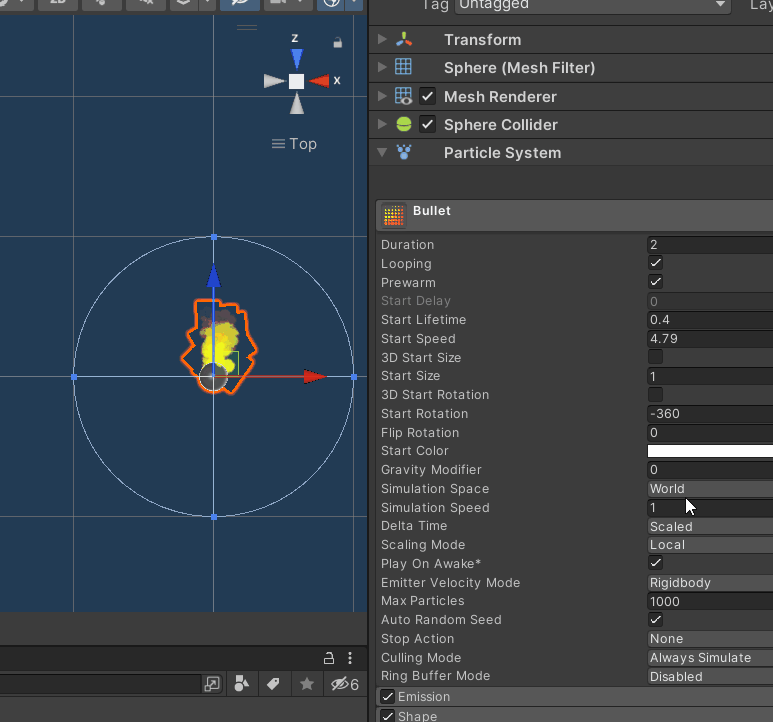 Tag Untagged
Transform
z
Sphere (Mesh Filter)
x
Mesh Renderer
Sphere Collider
Top
Particle System
Bullet
Duration 2
Looping
Prewarm
Start Delay 0
Start Lifetime 0.4
Start Speed 4.79
3D Start Size
Start Size 1
3D Start Rotation
Start Rotation -360
Flip Rotation 0
Start Color
Gravity Modifier 0
Simulation Space World
Simulation Speed 1
Delta Time Scaled
Scaling Mode Local
Play On Awake*
Emitter Velocity Mode Rigidbody
Max Particles 1000
Auto Random Seed
Stop Action None
Culling Mode Always Simulate
Ring Buffer Mode Disabled
6
Emission
Shape